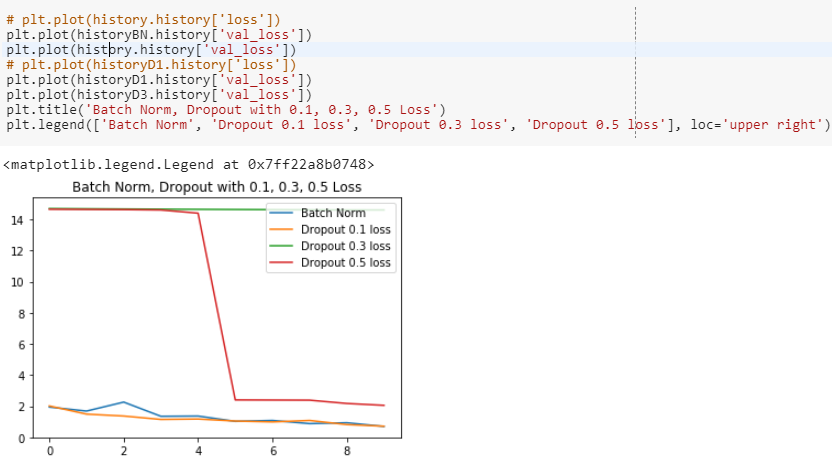 # plt.plot(history.history['loss'])
plt.plot(historyBN.history['val_loss'])
plt.plot(history.history['val_loss'])
# plt.plot(historyD1.history['loss'])
plt.plot(historyD1.history['val_loss'])
plt.plot(historyD3.history['val_loss'])
plt.title('Batch Norm, Dropout with 0.1, 0.3, 0.5 Loss')
plt.legend(['Batch Norm', 'Dropout 0.1 loss', 'Dropout 0.3 loss', 'Dropout 0.5 loss'], loc='upper right')
<matplotlib.legend.Legend at 0x7ff22a8b0748>
Batch Norm, Dropout with 0.1, 0.3, 0.5 Loss
Batch Norm
Dropout 0.1 loss
Dropout 0.3 loss
Dropout 0.5 loss
14
12
10
8
6
4
2
0
0 2 4 6 8